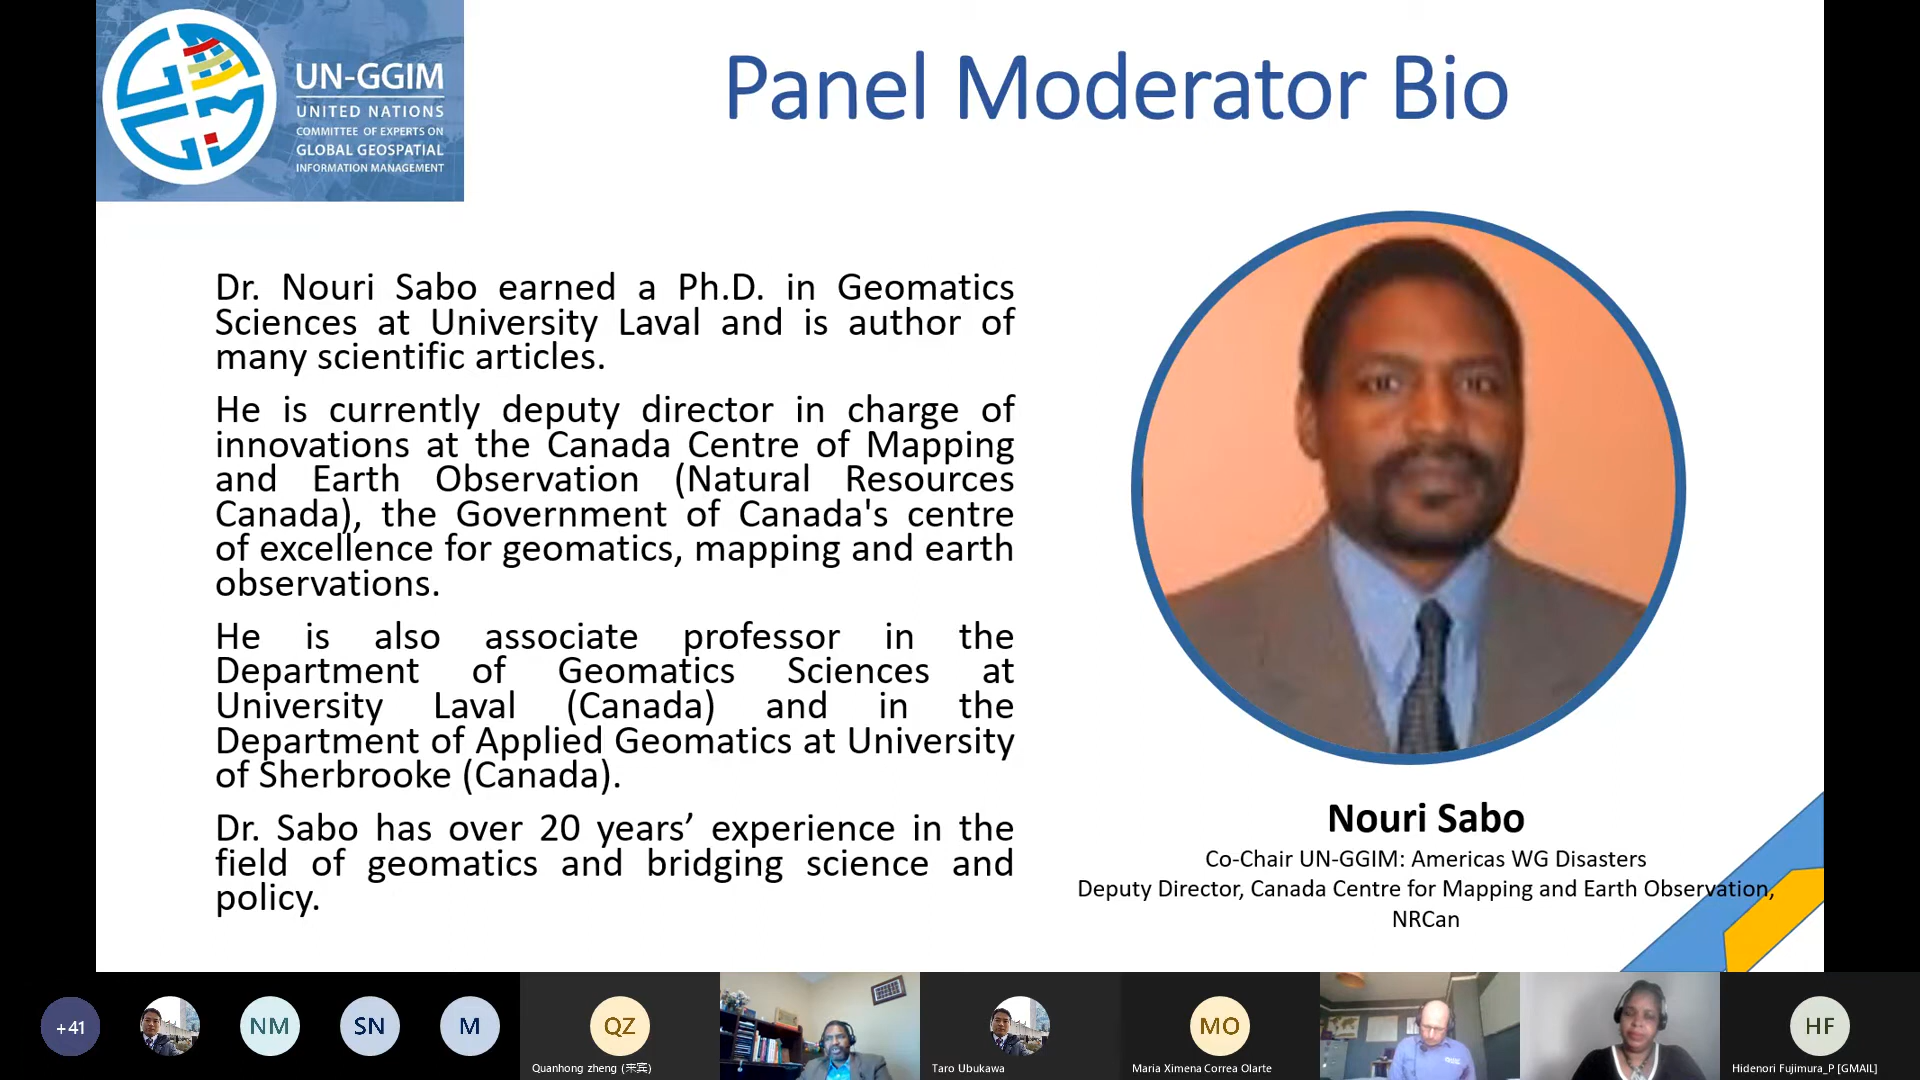 UN-GGIM
UNITED NATIONS
COMMITTEE OF EXPERTS ON
GLOBAL GEOSPATIAL
INFORMATION MANAGEMENT
Panel Moderator Bio
Dr. Nouri Sabo earned a Ph.D. in Geomatics
Sciences at University Laval and is author of
many scientific articles.
He is currently deputy director in charge of
innovations at the Canada Centre of Mapping
and Earth Observation (Natural Resources
Canada), the Government of Canada's centre
of excellence for geomatics, mapping and earth
observations.
He is also associate professor in the
Department of Geomatics Sciences at
University Laval (Canada) and in the
Department of Applied Geomatics at University
of Sherbrooke (Canada).
Dr. Sabo has over 20 years’ experience in the
field of geomatics and bridging science and
policy.
Nouri Sabo
Co-Chair UN-GGIM: Americas WG Disasters
Deputy Director, Canada Centre for Mapping and Earth Observation,
NRCan
+41
NM
SN
M
QZ
Quanhong zheng (来宾)
Taro Ubukawa
MO
Maria Ximena Correa Olarte
HF
Hidenori Fujimura_P [GMAIL]